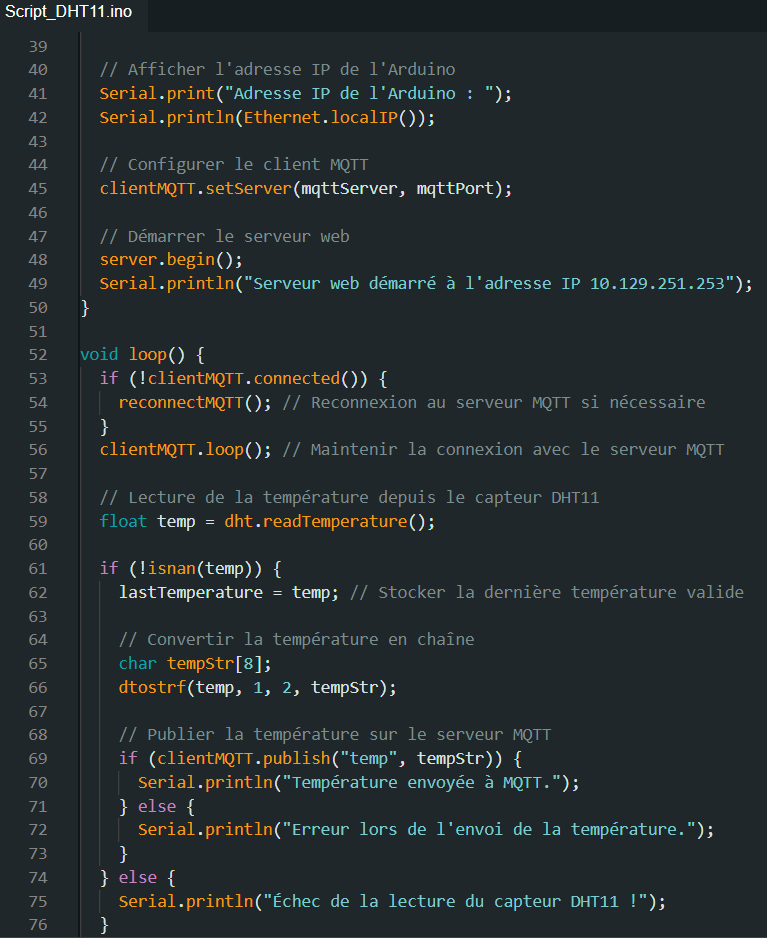 Script_DHT11.ino
39
40 // Afficher l'adresse IP de l'Arduino
41 Serial.print("Adresse IP de l'Arduino : ");
42 Serial.println(Ethernet.localIP());
43
44 // Configurer le client MQTT
45 clientMQTT.setServer(mqttServer, mqttPort);
46
47 // Démarrer le serveur web
48 server.begin();
49 Serial.println("Serveur web démarré à l'adresse IP 10.129.251.253");
50 }
51
52 void loop() {
53 if (!clientMQTT.connected()) {
54 reconnectMQTT(); // Reconnexion au serveur MQTT si nécessaire
55 }
56 clientMQTT.loop(); // Maintenir la connexion avec le serveur MQTT
57
58 // Lecture de la température depuis le capteur DHT11
59 float temp = dht.readTemperature();
60
61 if (!isnan(temp)) {
62 lastTemperature = temp; // Stocker la dernière température valide
63
64 // Convertir la température en chaîne
65 char tempStr[8];
66 dtostrf(temp, 1, 2, tempStr);
67
68 // Publier la température sur le serveur MQTT
69 if (clientMQTT.publish("temp", tempStr)) {
70 Serial.println("Température envoyée à MQTT.");
71 } else {
72 Serial.println("Erreur lors de l'envoi de la température.");
73 }
74 } else {
75 Serial.println("Échec de la lecture du capteur DHT11 !");
76 }